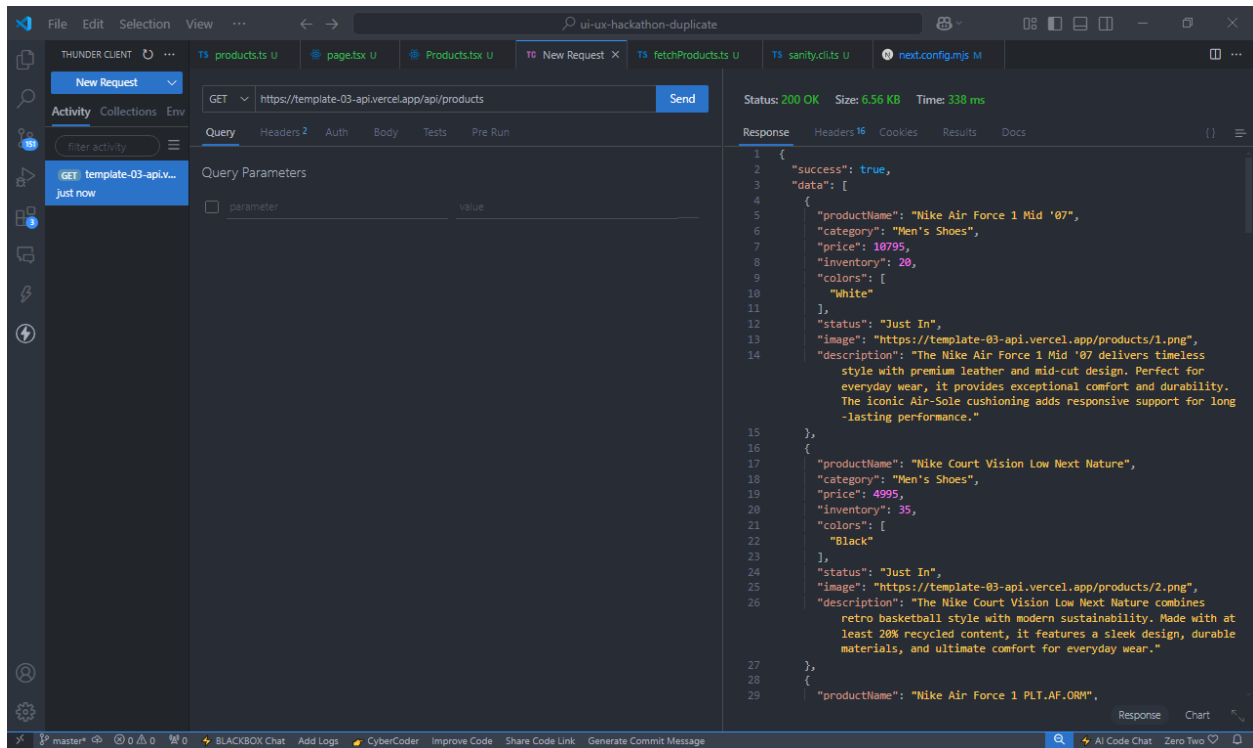 File Edit Selection View ··· ← → ui-ux-hackathon-duplicate
THUNDER CLIENT ···
New Request
Activity Collections Env
filter activity
GET template-03-api.v...
just now
151
3
TS products.ts U page.tsx U Products.tsx U TC New Request × TS fetchProducts.ts U TS sanity.cli.ts U next.config.mjs M ···
GET https://template-03-api.vercel.app/api/products Send
Query Headers 2 Auth Body Tests Pre Run
Query Parameters
parameter value
Status: 200 OK Size: 6.56 KB Time: 338 ms
Response Headers 16 Cookies Results Docs { }
1 {
2 "success": true,
3 "data": [
4 {
5 "productName": "Nike Air Force 1 Mid '07",
6 "category": "Men's Shoes",
7 "price": 10795,
8 "inventory": 20,
9 "colors": [
10 "White"
11 ],
12 "status": "Just In",
13 "image": "https://template-03-api.vercel.app/products/1.png",
14 "description": "The Nike Air Force 1 Mid '07 delivers timeless
style with premium leather and mid-cut design. Perfect for
everyday wear, it provides exceptional comfort and durability.
The iconic Air-Sole cushioning adds responsive support for long
-lasting performance."
15 },
16 {
17 "productName": "Nike Court Vision Low Next Nature",
18 "category": "Men's Shoes",
19 "price": 4995,
20 "inventory": 35,
21 "colors": [
22 "Black"
23 ],
24 "status": "Just In",
25 "image": "https://template-03-api.vercel.app/products/2.png",
26 "description": "The Nike Court Vision Low Next Nature combines
retro basketball style with modern sustainability. Made with at
least 20% recycled content, it features a sleek design, durable
materials, and ultimate comfort for everyday wear."
27 },
28 {
29 "productName": "Nike Air Force 1 PLT.AF.ORM",
Response Chart
master* 0 0 0 BLACKBOX Chat Add Logs CyberCoder Improve Code Share Code Link Generate Commit Message AI Code Chat Zero Two